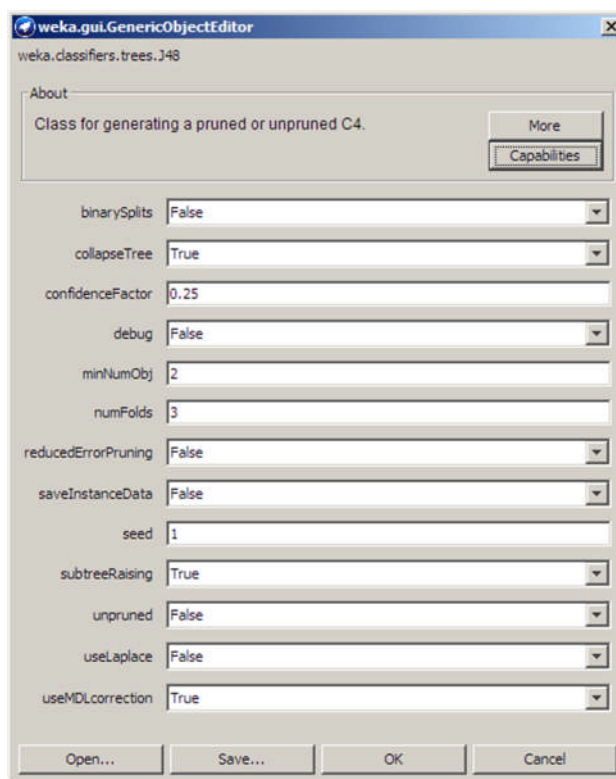 weka.gui.GenericObjectEditor
weka.classifiers.trees.J48
About
Class for generating a pruned or unpruned C4.
More
Capabilities
binarySplits False
collapseTree True
confidenceFactor 0.25
debug False
minNumObj 2
numFolds 3
reducedErrorPruning False
saveInstanceData False
seed 1
subtreeRaising True
unpruned False
useLaplace False
useMDLcorrection True
Open... Save... OK Cancel